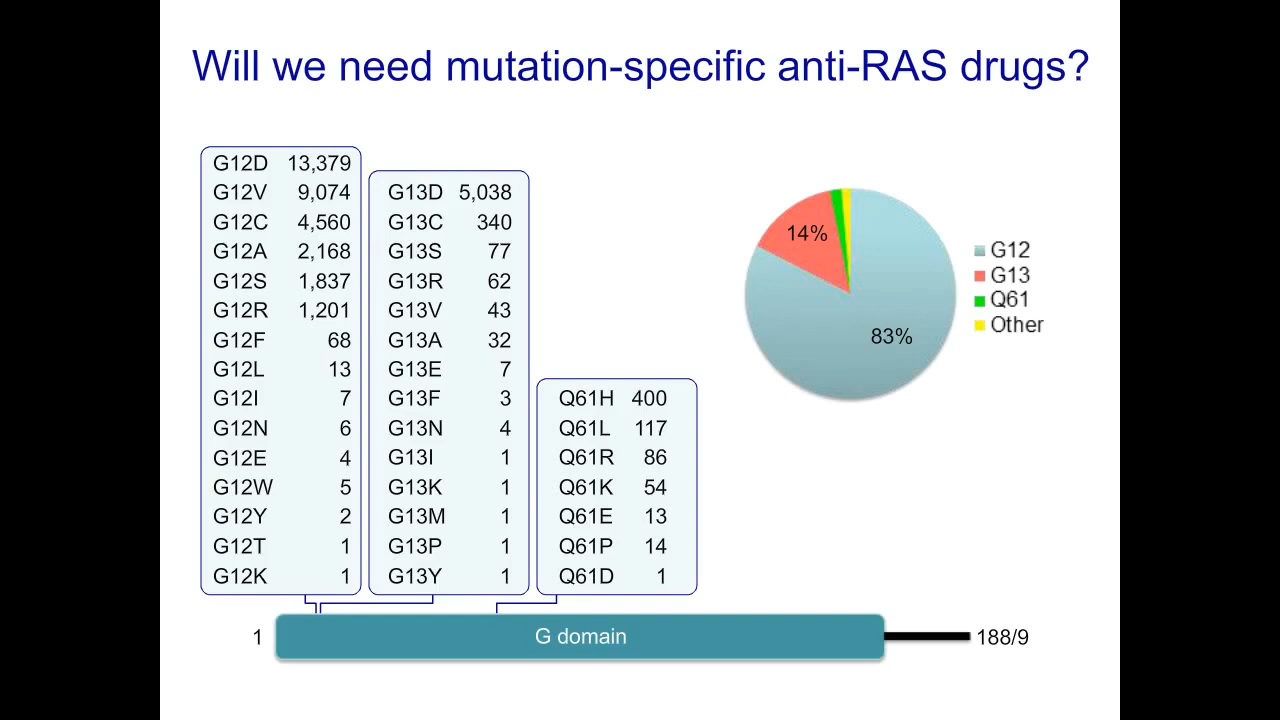 Will we need mutation-specific anti-RAS drugs?
G12D 13,379
G12V 9,074
G12C 4,560
G12A 2,168
G12S 1,837
G12R 1,201
G12F 68
G12L 13
G12I 7
G12N 6
G12E 4
G12W 5
G12Y 2
G12T 1
G12K 1
G13D 5,038
G13C 340
G13S 77
G13R 62
G13V 43
G13A 32
G13E 7
G13F 3
G13N 4
G13I 1
G13K 1
G13M 1
G13P 1
G13Y 1
Q61H 400
Q61L 117
Q61R 86
Q61K 54
Q61E 13
Q61P 14
Q61D 1
14%
83%
G12
G13
Q61
Other
1 G domain 188/9